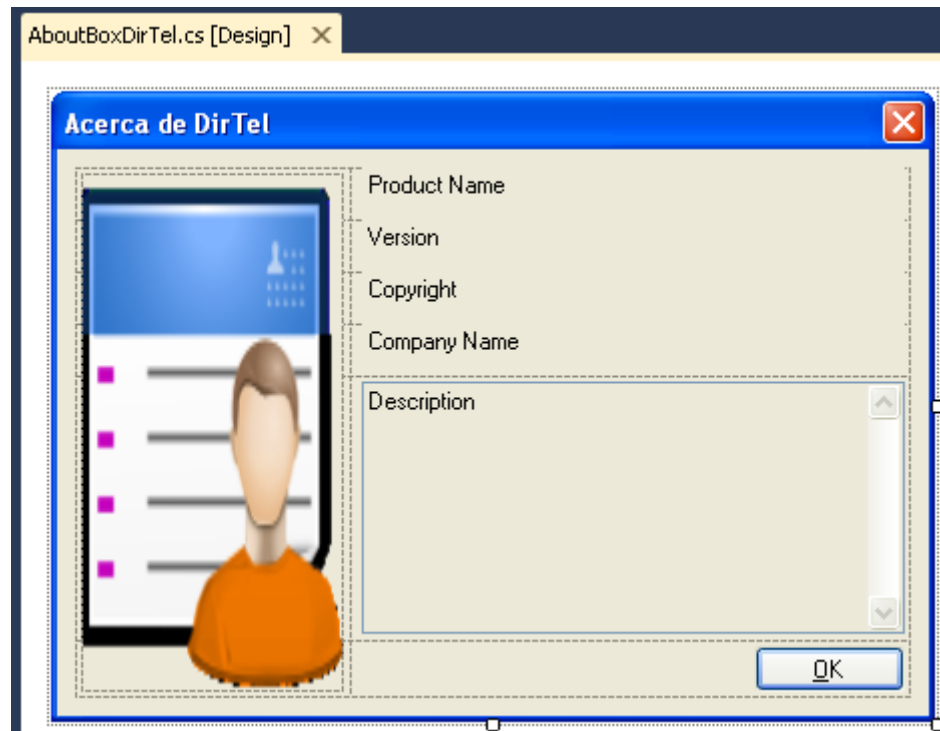 AboutBoxDirTel.cs [Design]
Acerca de DirTel
Product Name
Version
Copyright
Company Name
Description
OK